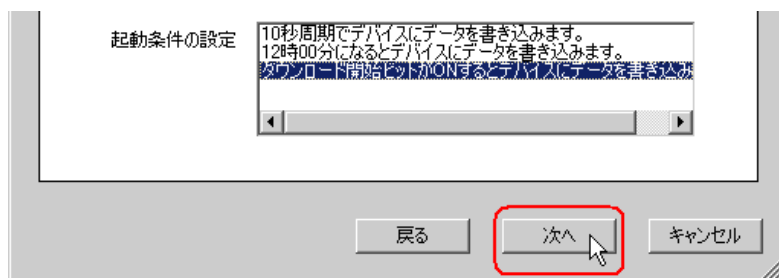 起動条件の設定
10秒周期でデバイスにデータを書き込みます。
12時00分になるとデバイスにデータを書き込みます。
ダウンロード開始ビットがONするとデバイスにデータを書き込み
戻る
次へ
キャンセル